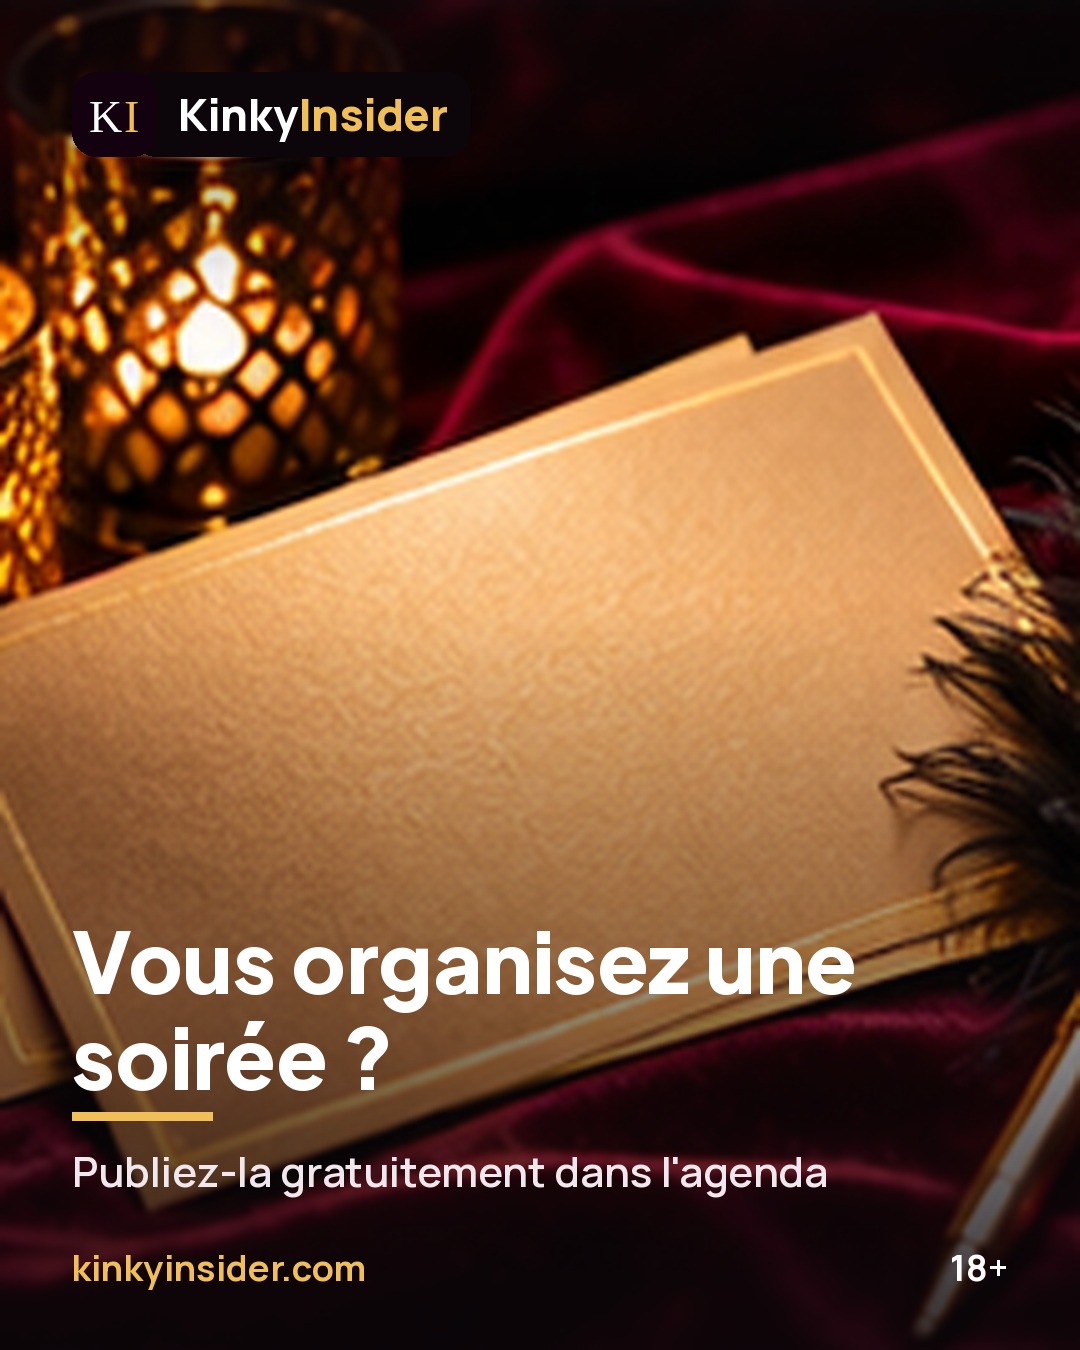 KI KinkyInsider
Vous organisez une
soirée ?
Publiez-la gratuitement dans l'agenda
kinkyinsider.com
18+